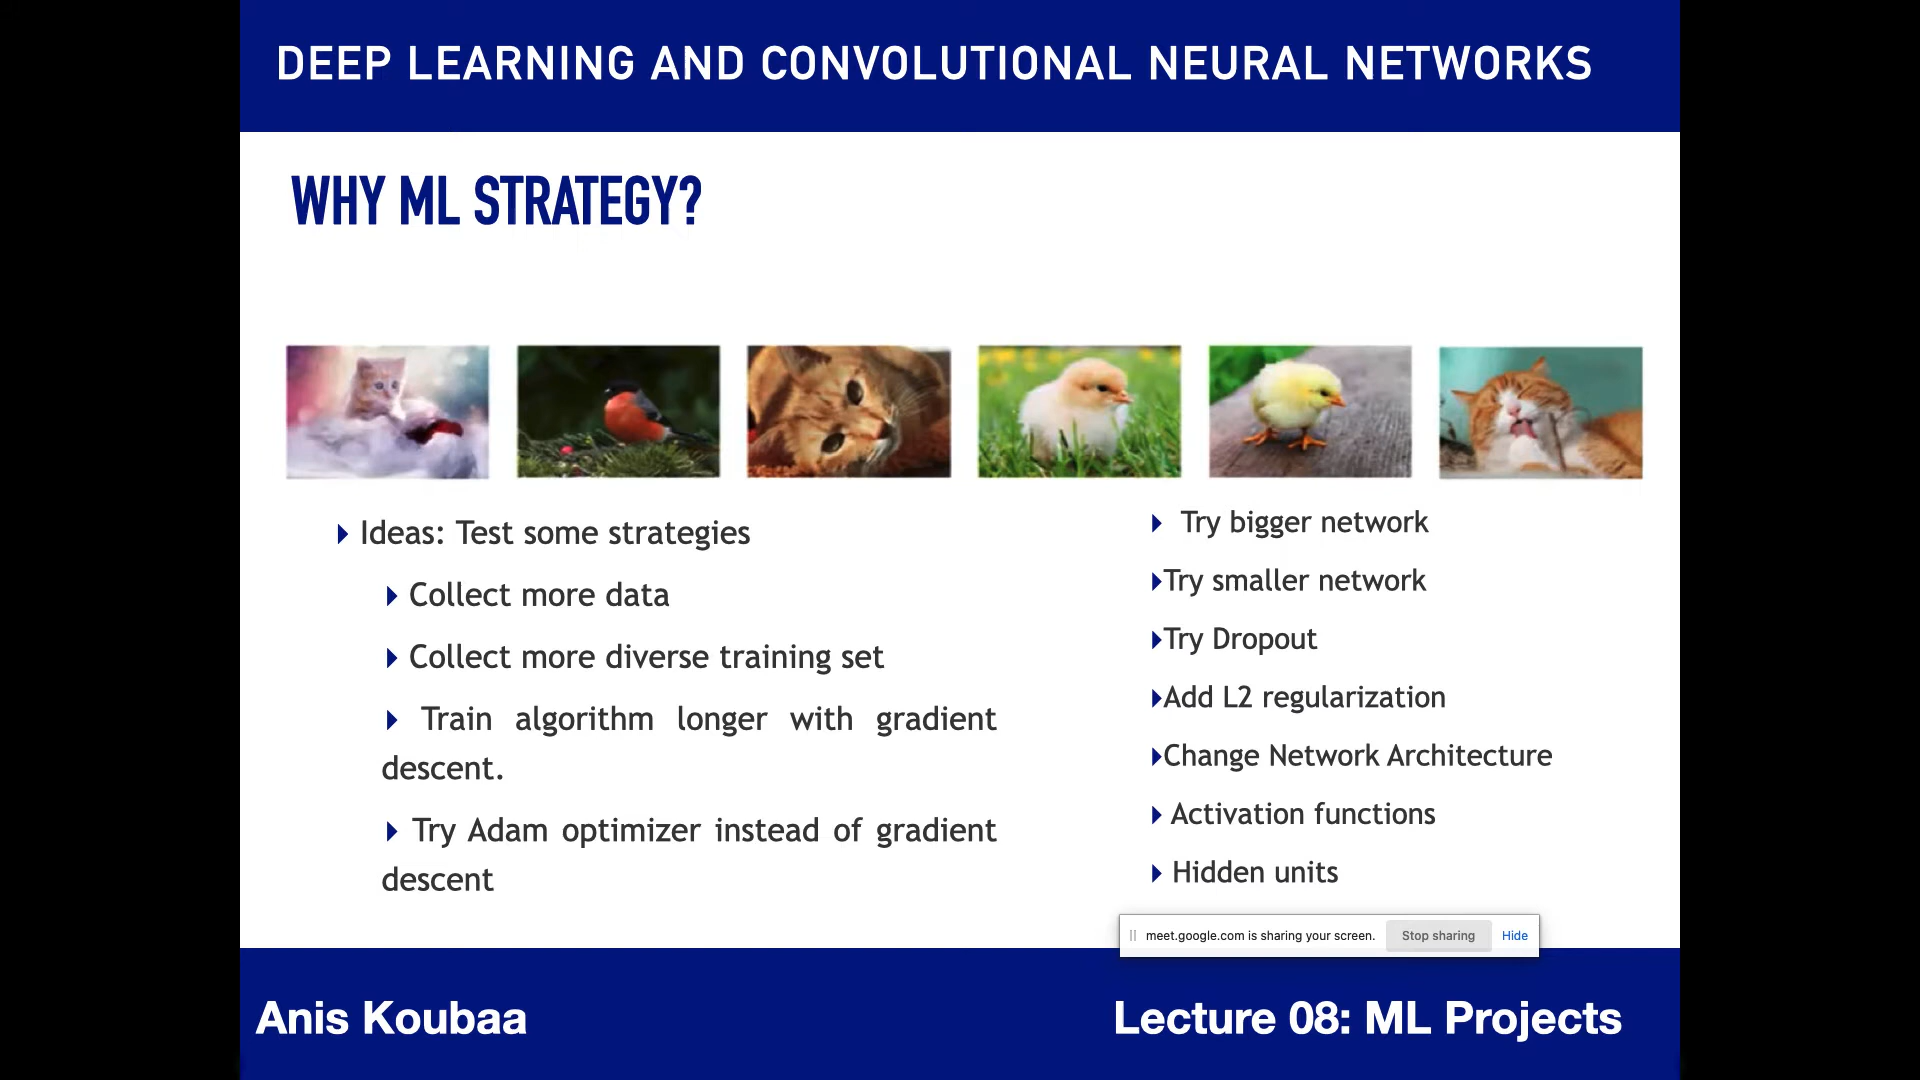 DEEP LEARNING AND CONVOLUTIONAL NEURAL NETWORKS
WHY ML STRATEGY?
Ideas: Test some strategies
Collect more data
Collect more diverse training set
Train algorithm longer with gradient
descent.
Try Adam optimizer instead of gradient
descent
Try bigger network
Try smaller network
Try Dropout
Add L2 regularization
Change Network Architecture
Activation functions
Hidden units
meet.google.com is sharing your screen. Stop sharing Hide
Anis Koubaa
Lecture 08: ML Projects